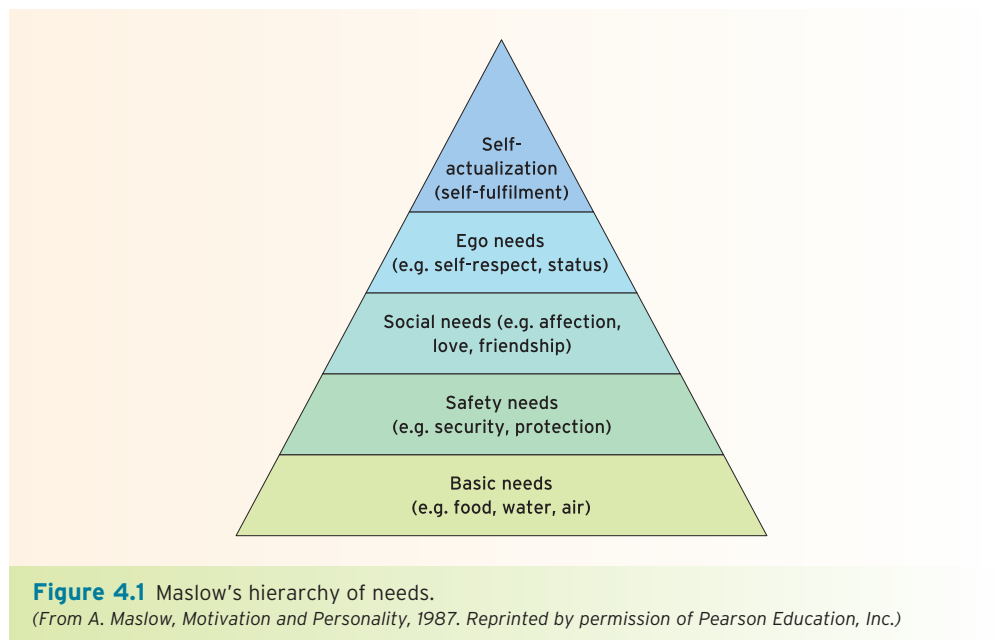 Self-
actualization
(self-fulfilment)
Ego needs
(e.g. self-respect, status)
Social needs (e.g. affection,
love, friendship)
Safety needs
(e.g. security, protection)
Basic needs
(e.g. food, water, air)
Figure 4.1 Maslow's hierarchy of needs.
(From A. Maslow, Motivation and Personality, 1987. Reprinted by permission of Pearson Education, Inc.)